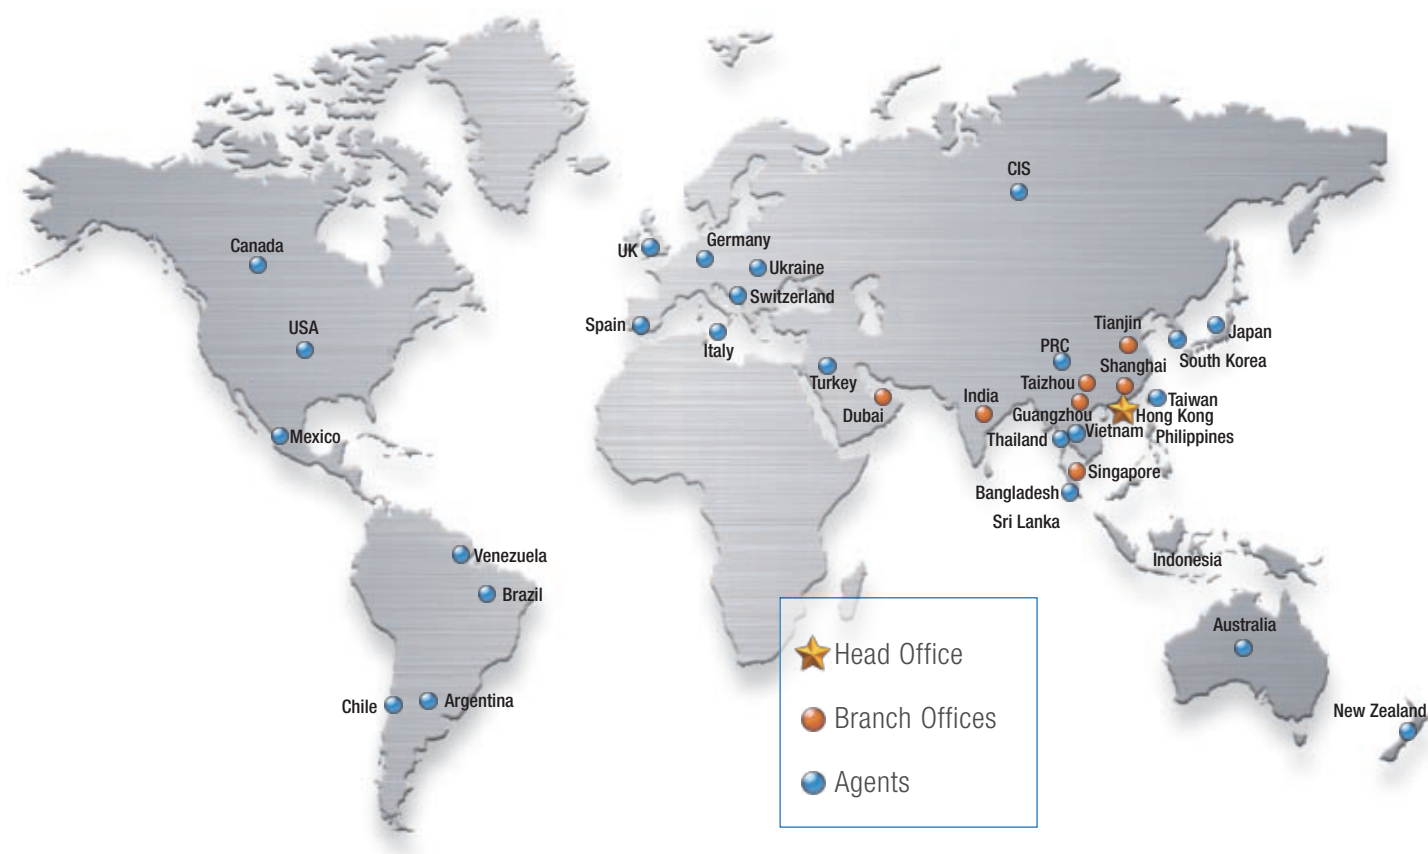 CIS
Canada
UK
Germany
Ukraine
Switzerland
USA
Spain
Italy
Tianjin
Japan
PRC
South Korea
Shanghai
Turkey
Taizhou
India
Taiwan
Dubai
Guangzhou
Hong Kong
Mexico
Thailand
Vietnam
Philippines
Singapore
Bangladesh
Sri Lanka
Venezuela
Indonesia
Brazil
Australia
Head Office
Chile
Argentina
New Zealand
Branch Offices
Agents